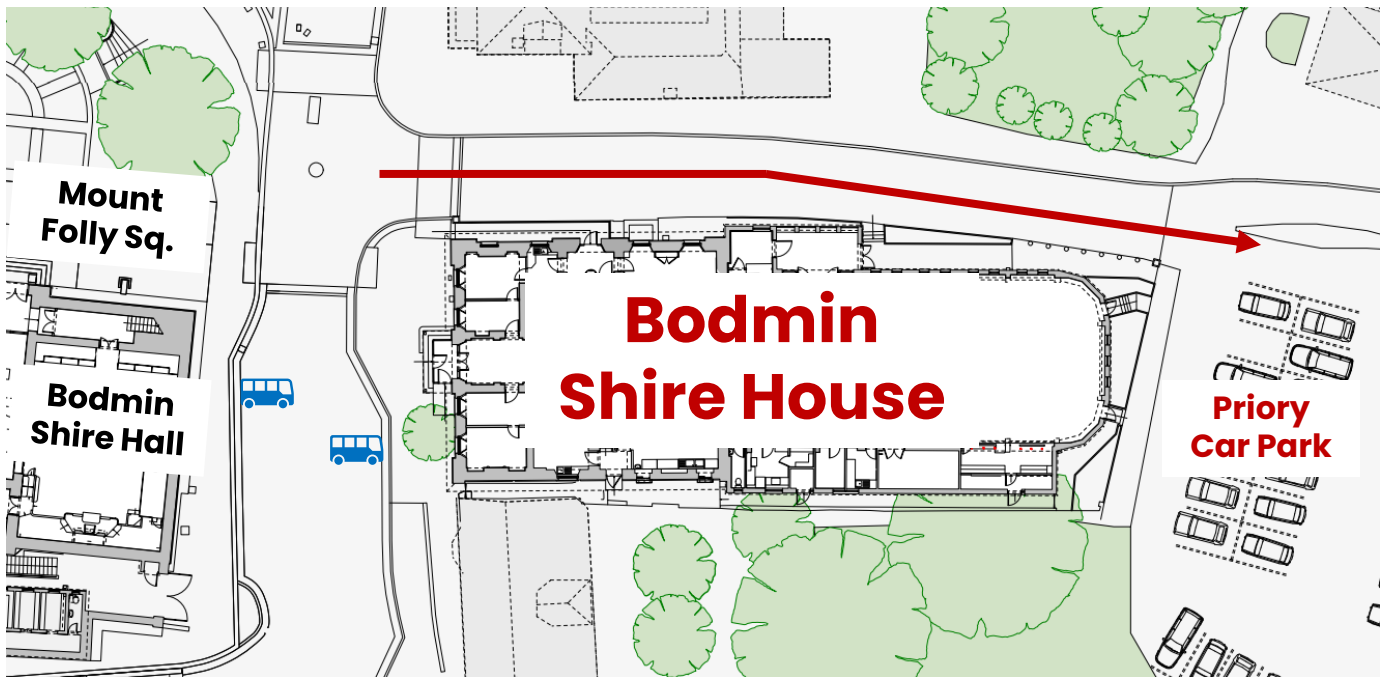 Mount
Folly Sq.
Bodmin
Shire House
Bodmin
Shire Hall
Priory
Car Park